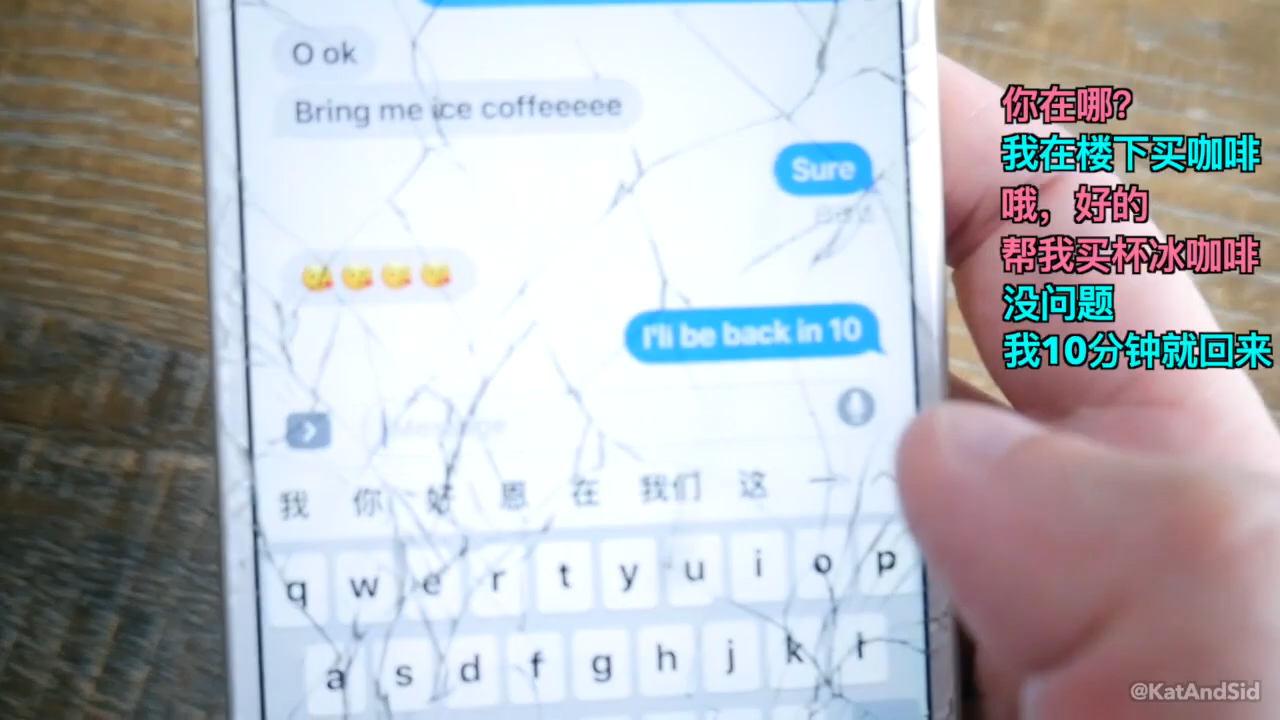 O ok
Bring me ice coffeeeee
Sure
I'll be back in 10
我 你 好 恩 在 我们 这 一
q w e r t y u i o p
a s d f g h j k l
你在哪?
我在楼下买咖啡
哦，好的
帮我买杯冰咖啡
没问题
我10分钟就回来
@KatAndSid